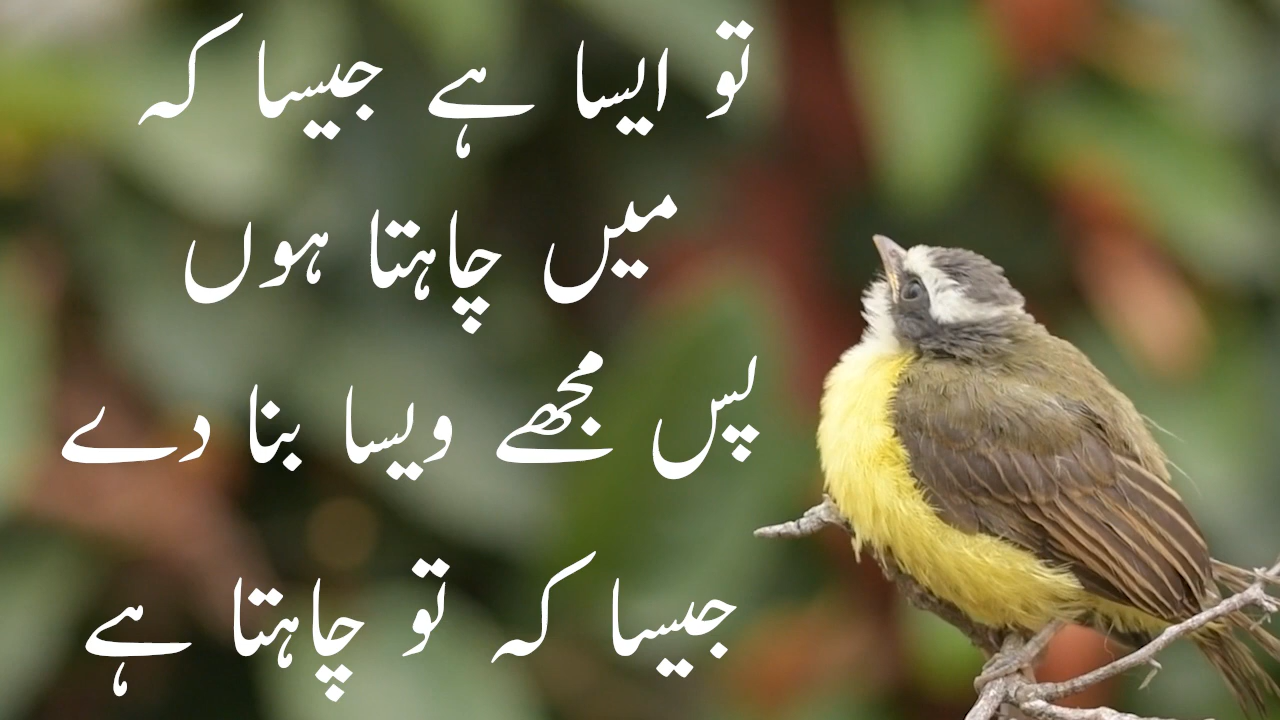 تو ایسا ہے جیسا کہ
میں چاہتا ہوں
پس مجھے ویسا بنا دے
جیسا کہ تو چاہتا ہے